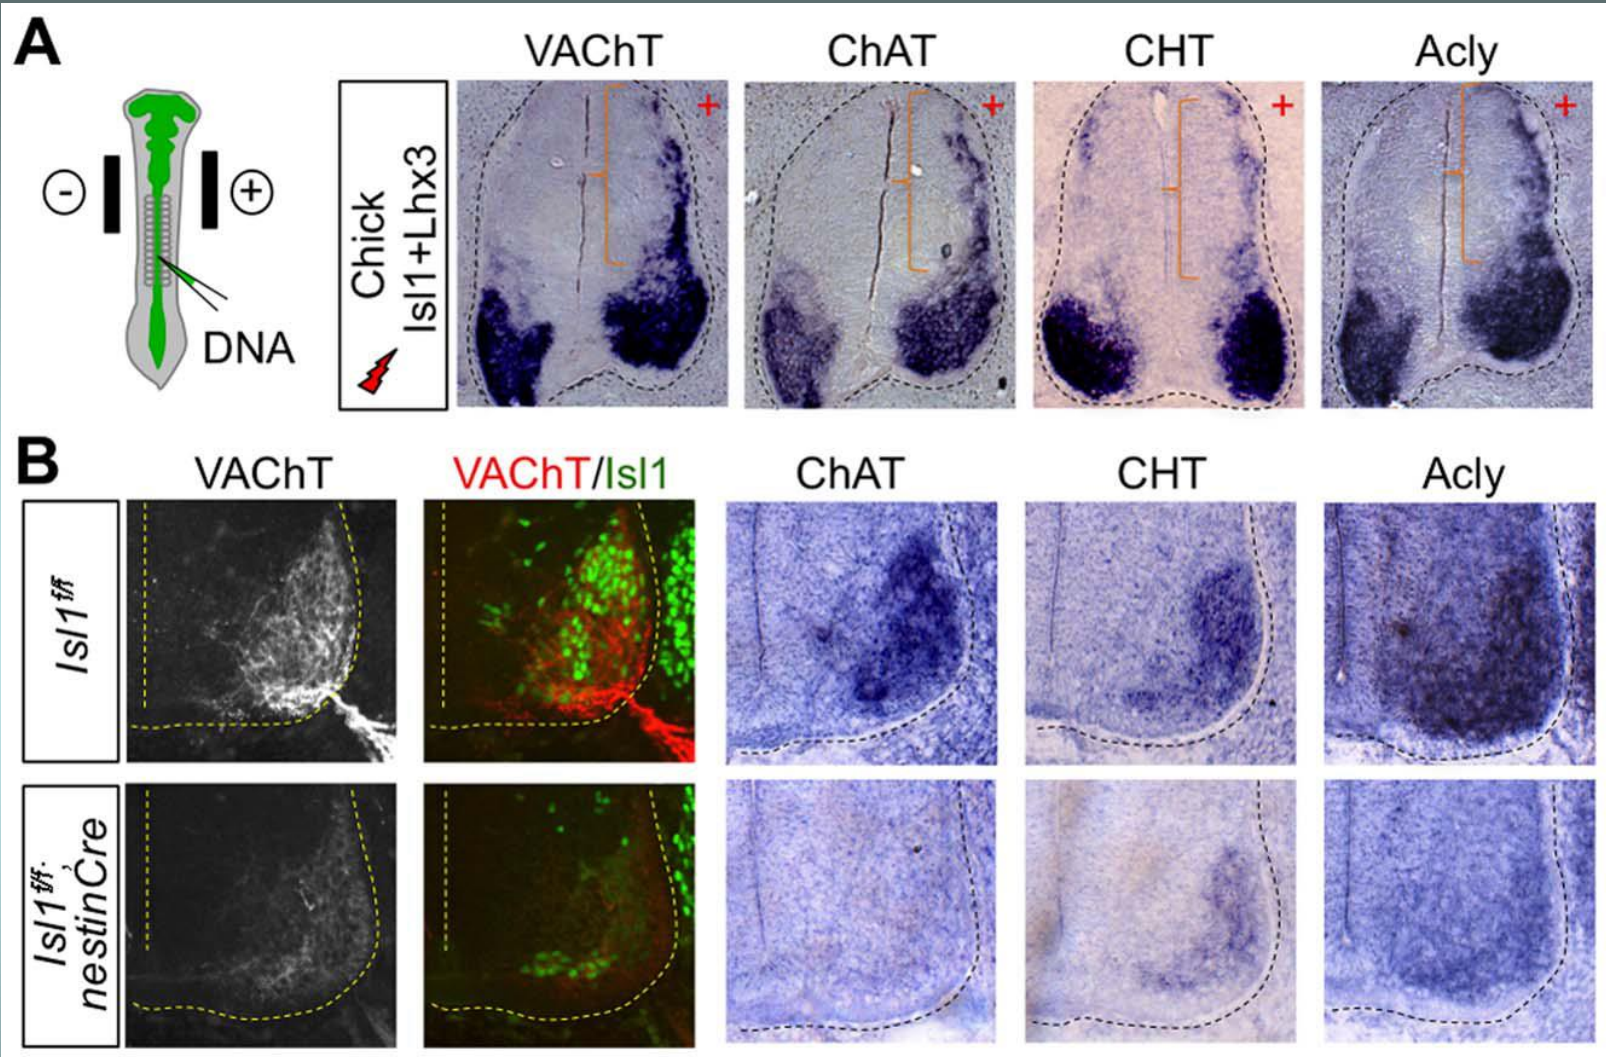 A
VAChT
ChAT
CHT
Acly
-
+
DNA
Chick
Isl1+Lhx3
+
+
+
+
B
VAChT
VAChT/Isl1
ChAT
CHT
Acly
Isl1f/f
Isl1f/f;
nestinCre